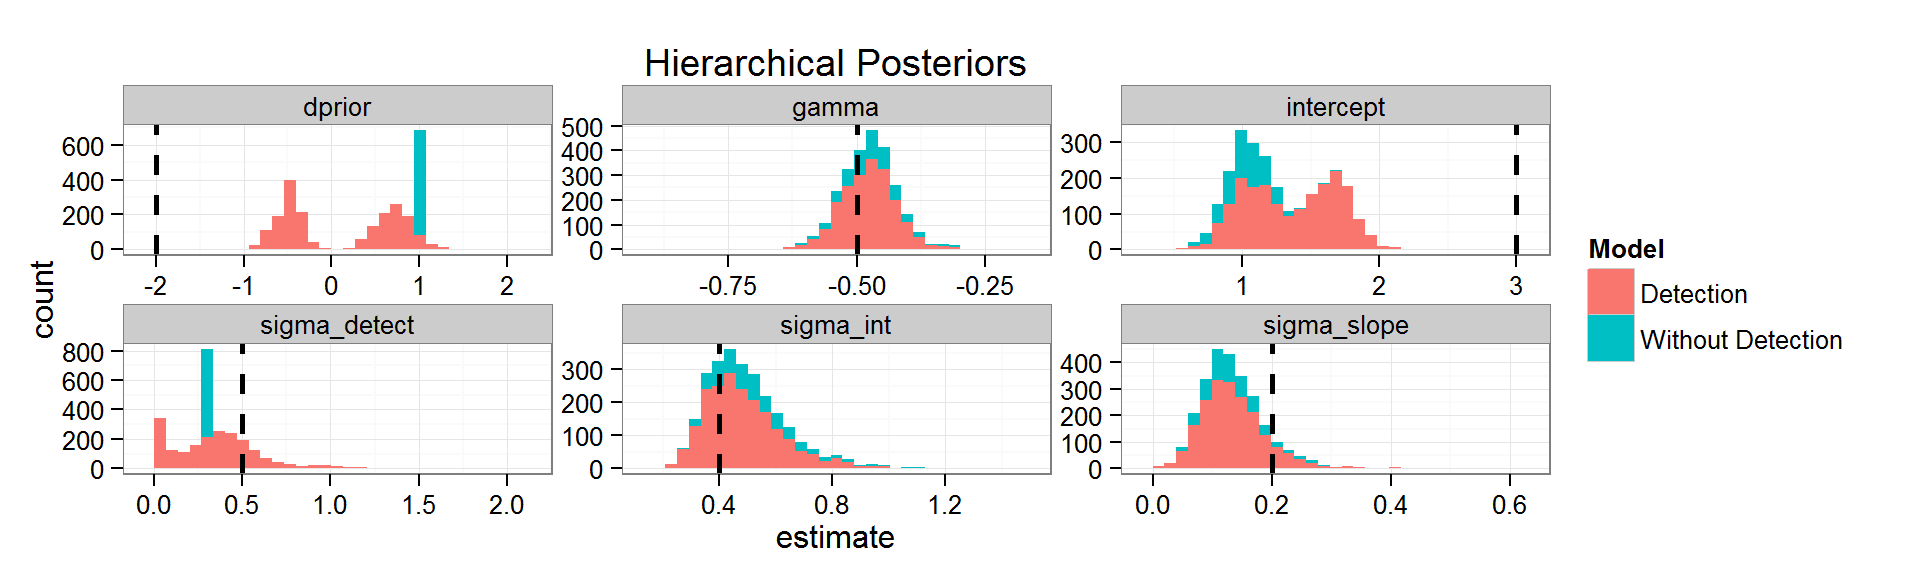 Hierarchical Posteriors
dprior
gamma
intercept
600
400
200
0
500
400
300
200
100
0
300
200
100
0
-2 -1 0 1 2
-0.75 -0.50 -0.25
1 2 3
count
sigma_detect
sigma_int
sigma_slope
800
600
400
200
0
300
200
100
0
400
300
200
100
0
0.0 0.5 1.0 1.5 2.0
0.4 0.8 1.2
0.0 0.2 0.4 0.6
estimate
Model
Detection
Without Detection